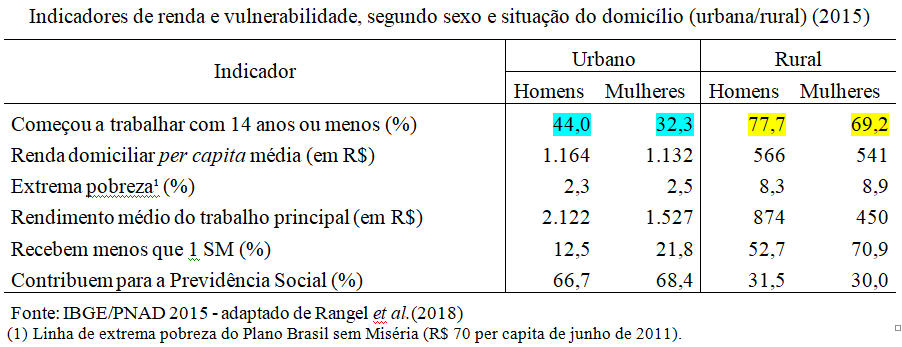 Indicadores de renda e vulnerabilidade, segundo sexo e situação do domicílio (urbana/rural) (2015)
Indicador Urbano Rural
Homens Mulheres Homens Mulheres
Começou a trabalhar com 14 anos ou menos (%) 44,0 32,3 77,7 69,2
Renda domiciliar per capita média (em R$) 1.164 1.132 566 541
Extrema pobreza¹ (%) 2,3 2,5 8,3 8,9
Rendimento médio do trabalho principal (em R$) 2.122 1.527 874 450
Recebem menos que 1 SM (%) 12,5 21,8 52,7 70,9
Contribuem para a Previdência Social (%) 66,7 68,4 31,5 30,0
Fonte: IBGE/PNAD 2015 - adaptado de Rangel et al. (2018)
(1) Linha de extrema pobreza do Plano Brasil sem Miséria (R$ 70 per capita de junho de 2011).